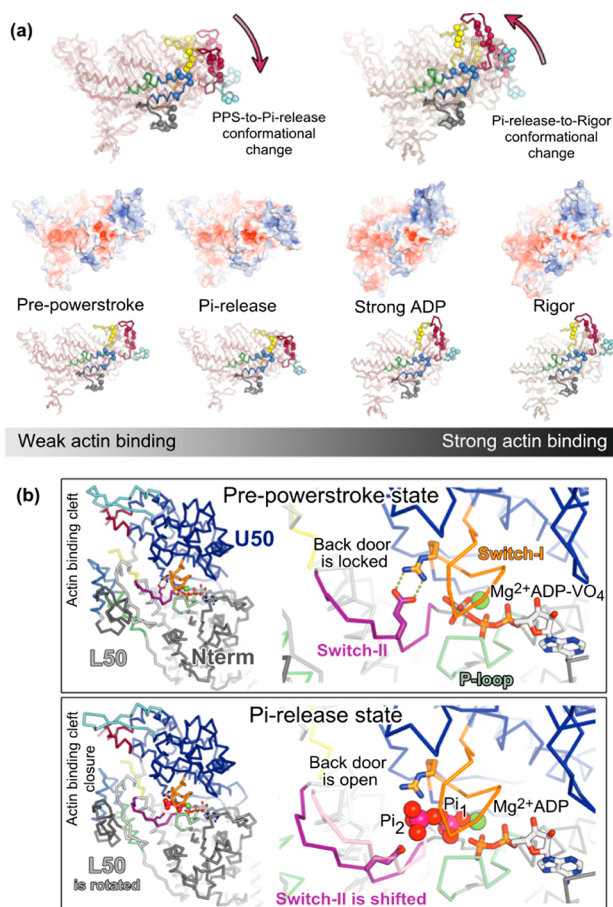 (a)
PPS-to-Pi-release
conformational
change
Pi-release-to-Rigor
conformational
change
Pre-powerstroke
Pi-release
Strong ADP
Rigor
Weak actin binding
Strong actin binding
(b)
Pre-powerstroke state
Actin binding cleft
U50
L50
Nterm
Back door
is locked
Switch-I
Mg2+ADP-VO4
Switch-II
P-loop
Pi-release state
Actin binding cleft
closure
L50
is rotated
Back door
is open
Pi1
Pi2
Mg2+ADP
Switch-II is shifted